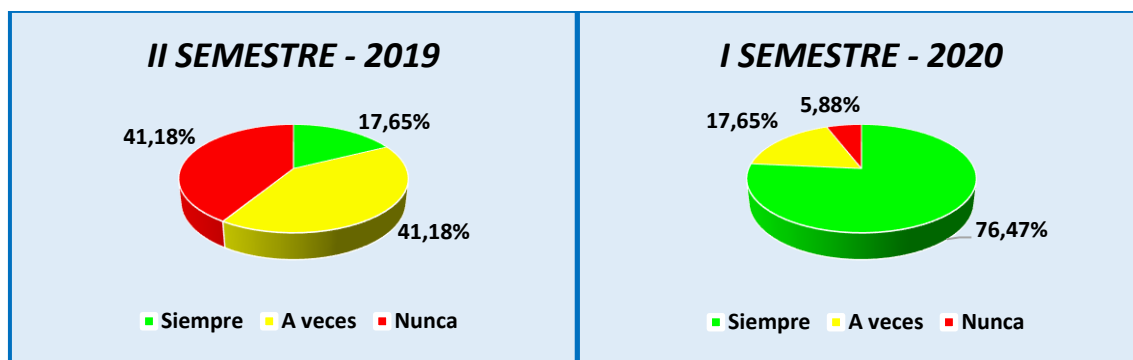 II SEMESTRE - 2019
17,65%
41,18%
41,18%
Siempre A veces Nunca
I SEMESTRE - 2020
5,88%
17,65%
76,47%
Siempre A veces Nunca